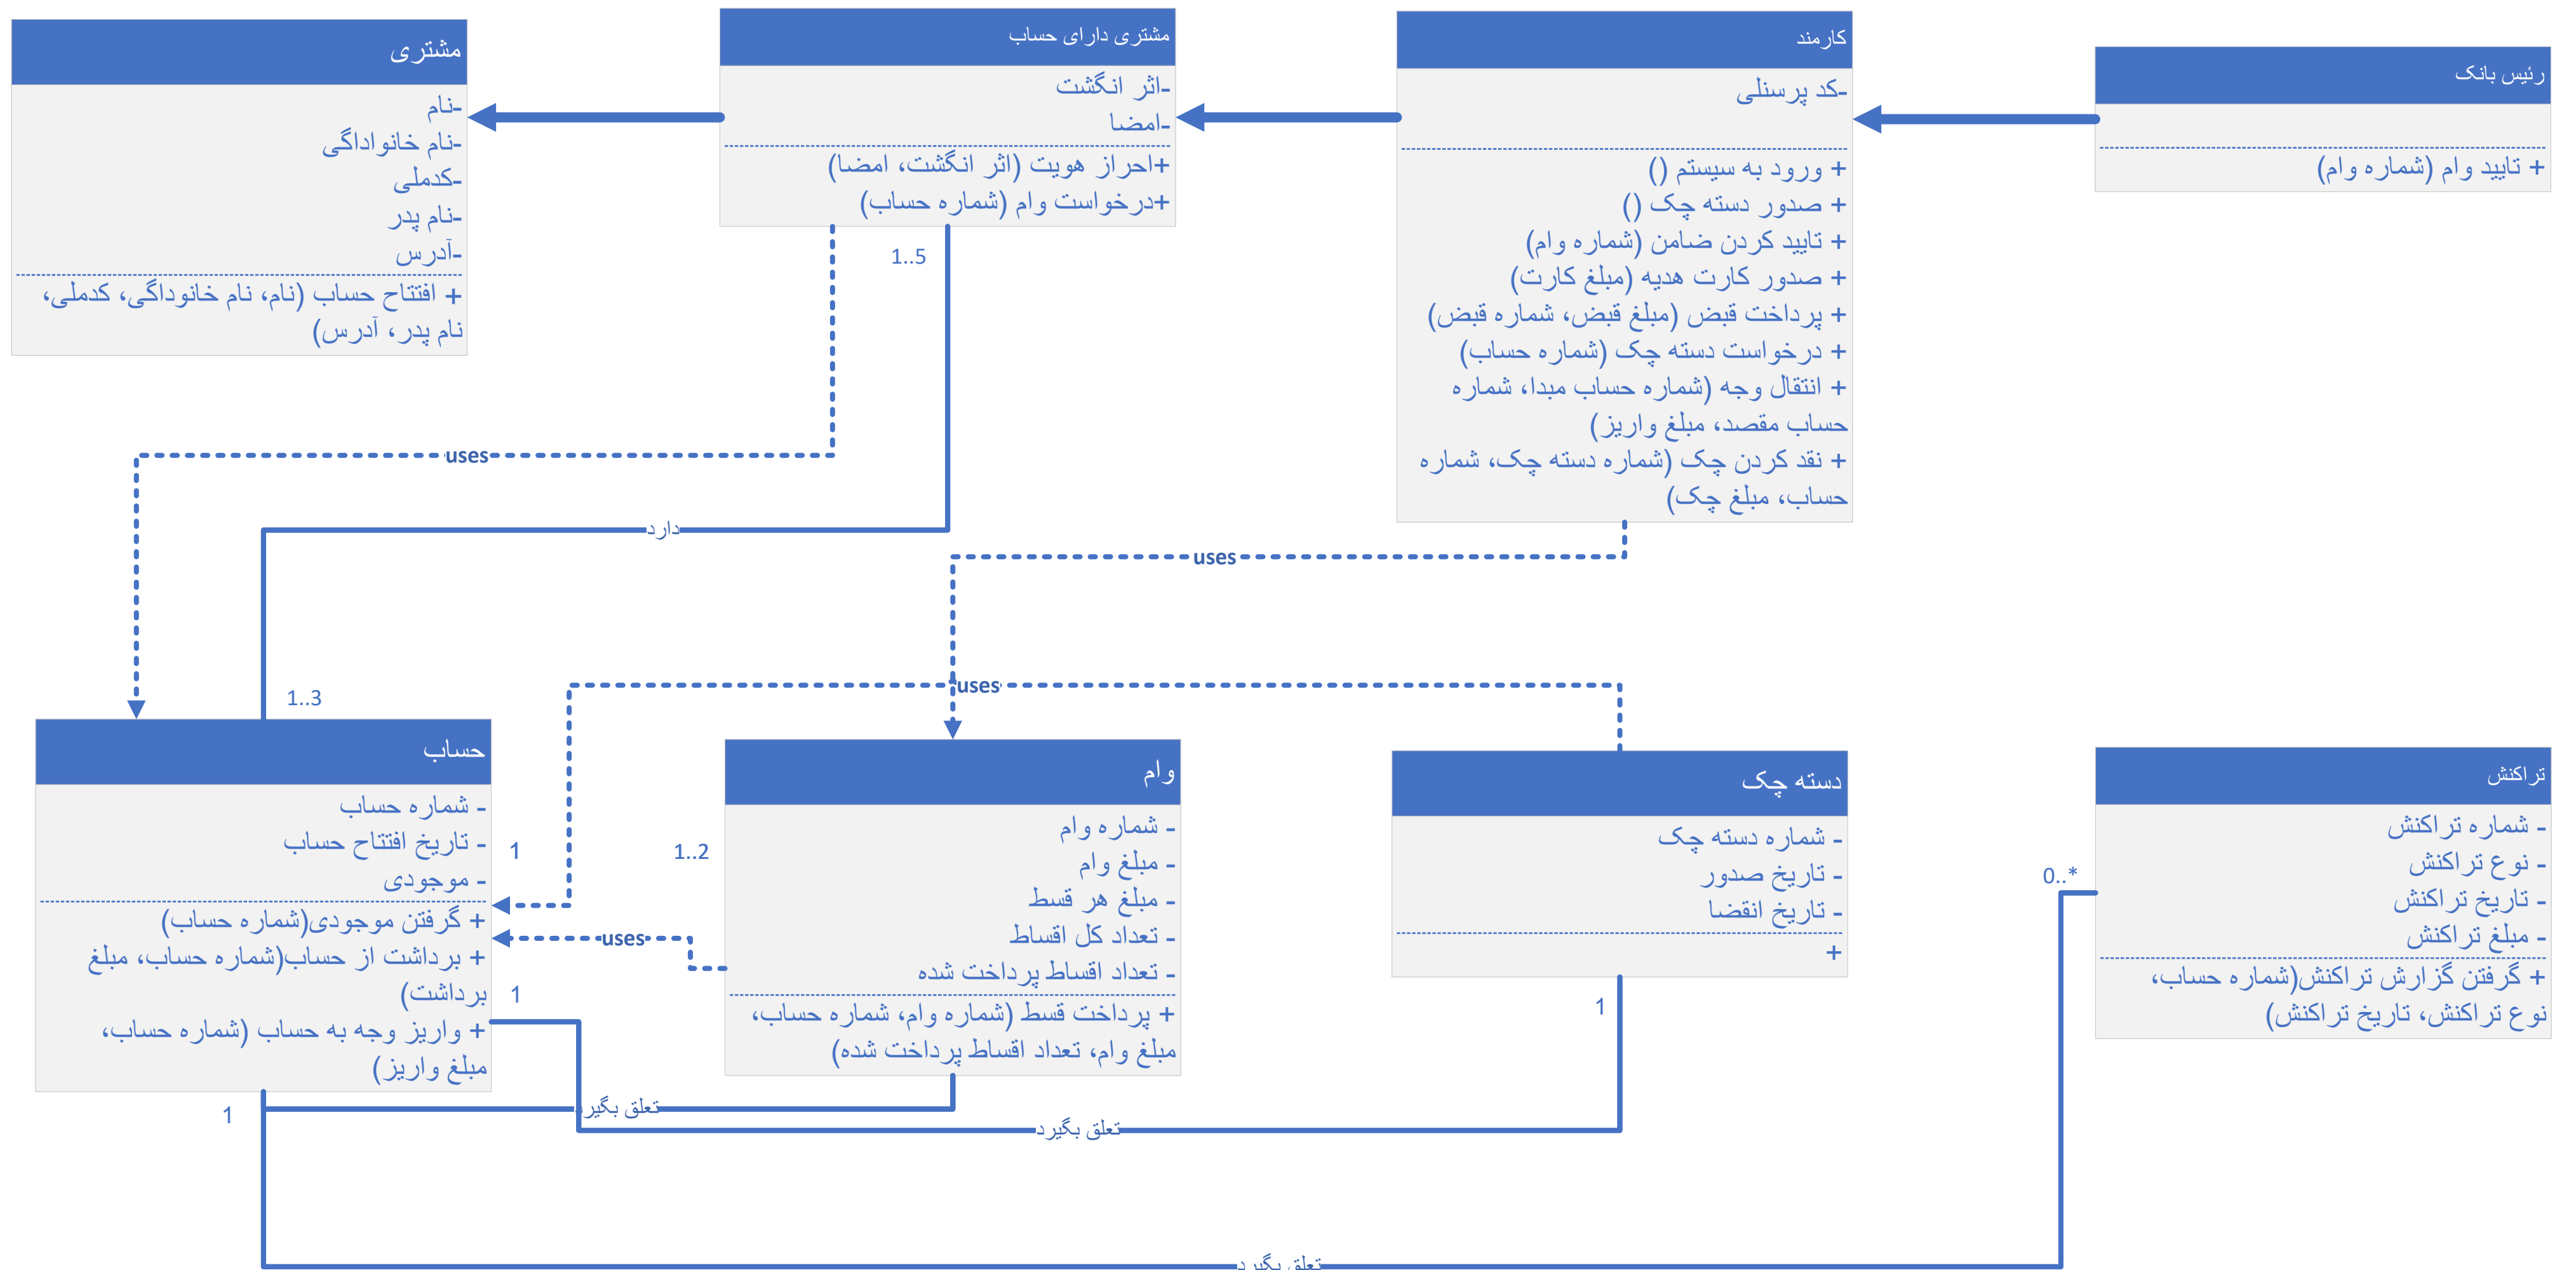 مشتری
-نام
-نام خانواداگی
-کدملی
-نام پدر
-آدرس
+ افتتاح حساب (نام، نام خانوداگی، کدملی،
نام پدر، آدرس)
مشتری دارای حساب
-اثر انگشت
-امضا
+احراز هویت (اثر انگشت، امضا)
+درخواست وام (شماره حساب)
کارمند
-کد پرسنلی
+ ورود به سیستم ()
+ صدور دسته چک ()
+ تایید کردن ضامن (شماره وام)
+ صدور کارت هدیه (مبلغ کارت)
+ پرداخت قبض (مبلغ قبض، شماره قبض)
+ درخواست دسته چک (شماره حساب)
+ انتقال وجه (شماره حساب مبدا، شماره
حساب مقصد، مبلغ واریز)
+ نقد کردن چک (شماره دسته چک، شماره
حساب، مبلغ چک)
رئیس بانک
+ تایید وام (شماره وام)
1..5
uses
دارد
uses
uses
1..3
حساب
- شماره حساب
- تاریخ افتتاح حساب
- موجودی
+ گرفتن موجودی(شماره حساب)
+ برداشت از حساب(شماره حساب، مبلغ
برداشت)
+ واریز وجه به حساب (شماره حساب،
مبلغ واریز)
1
1..2
uses
1
وام
- شماره وام
- مبلغ وام
- مبلغ هر قسط
- تعداد کل اقساط
- تعداد اقساط پرداخت شده
+ پرداخت قسط (شماره وام، شماره حساب،
مبلغ وام، تعداد اقساط پرداخت شده)
دسته چک
- شماره دسته چک
- تاریخ صدور
- تاریخ انقضا
+
1
تراکنش
- شماره تراکنش
- نوع تراکنش
- تاریخ تراکنش
- مبلغ تراکنش
+ گرفتن گزارش تراکنش(شماره حساب،
نوع تراکنش، تاریخ تراکنش)
0..*
1
تعلق بگیرد
تعلق بگیرد
تعلق بگیرد